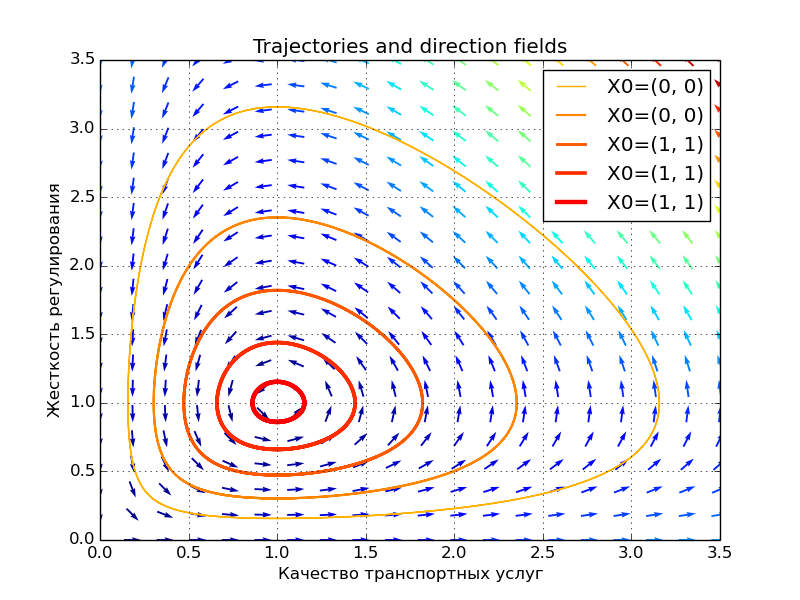 Trajectories and direction fields
3.5
3.0
2.5
2.0
1.5
1.0
0.5
0.0
Жесткость регулирования
X0=(0, 0)
X0=(0, 0)
X0=(1, 1)
X0=(1, 1)
X0=(1, 1)
0.0 0.5 1.0 1.5 2.0 2.5 3.0 3.5
Качество транспортных услуг